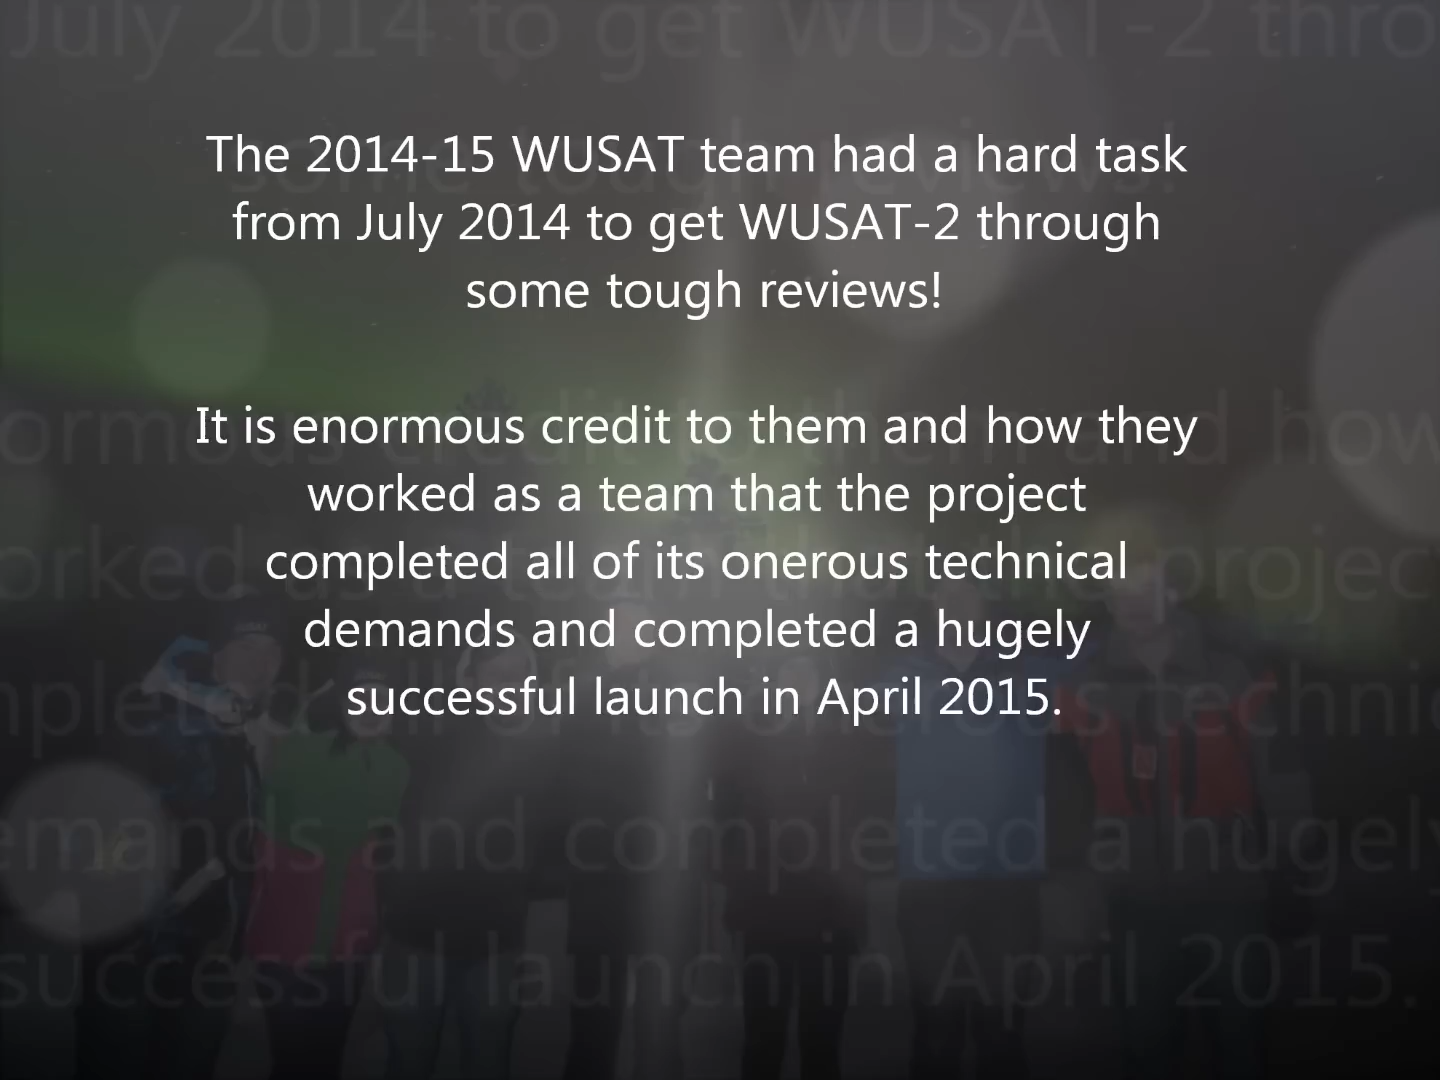 The 2014-15 WUSAT team had a hard task
from July 2014 to get WUSAT-2 through
some tough reviews!
It is enormous credit to them and how they
worked as a team that the project
completed all of its onerous technical
demands and completed a hugely
successful launch in April 2015.